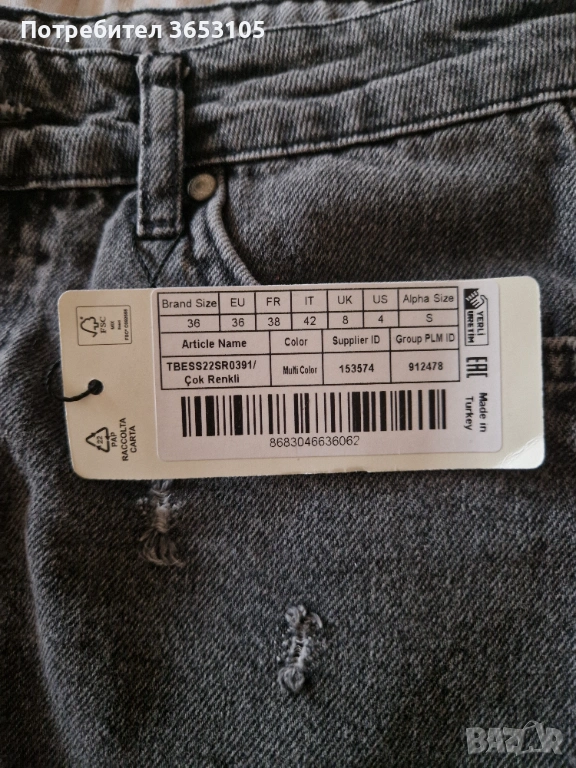 Потребител 3653105
Brand Size EU FR IT UK US Alpha Size
36 36 38 42 8 4 S
Article Name Color Supplier ID Group PLM ID
TBESS22SR0391/ Çok Renkli Multi Color 153574 912478
8683046636062
FSC
MIX
22
PAP
RACCOLTA
CARTA
YERLİ
ÜRETİM
EAC
Made in
Turkey
BAZAR